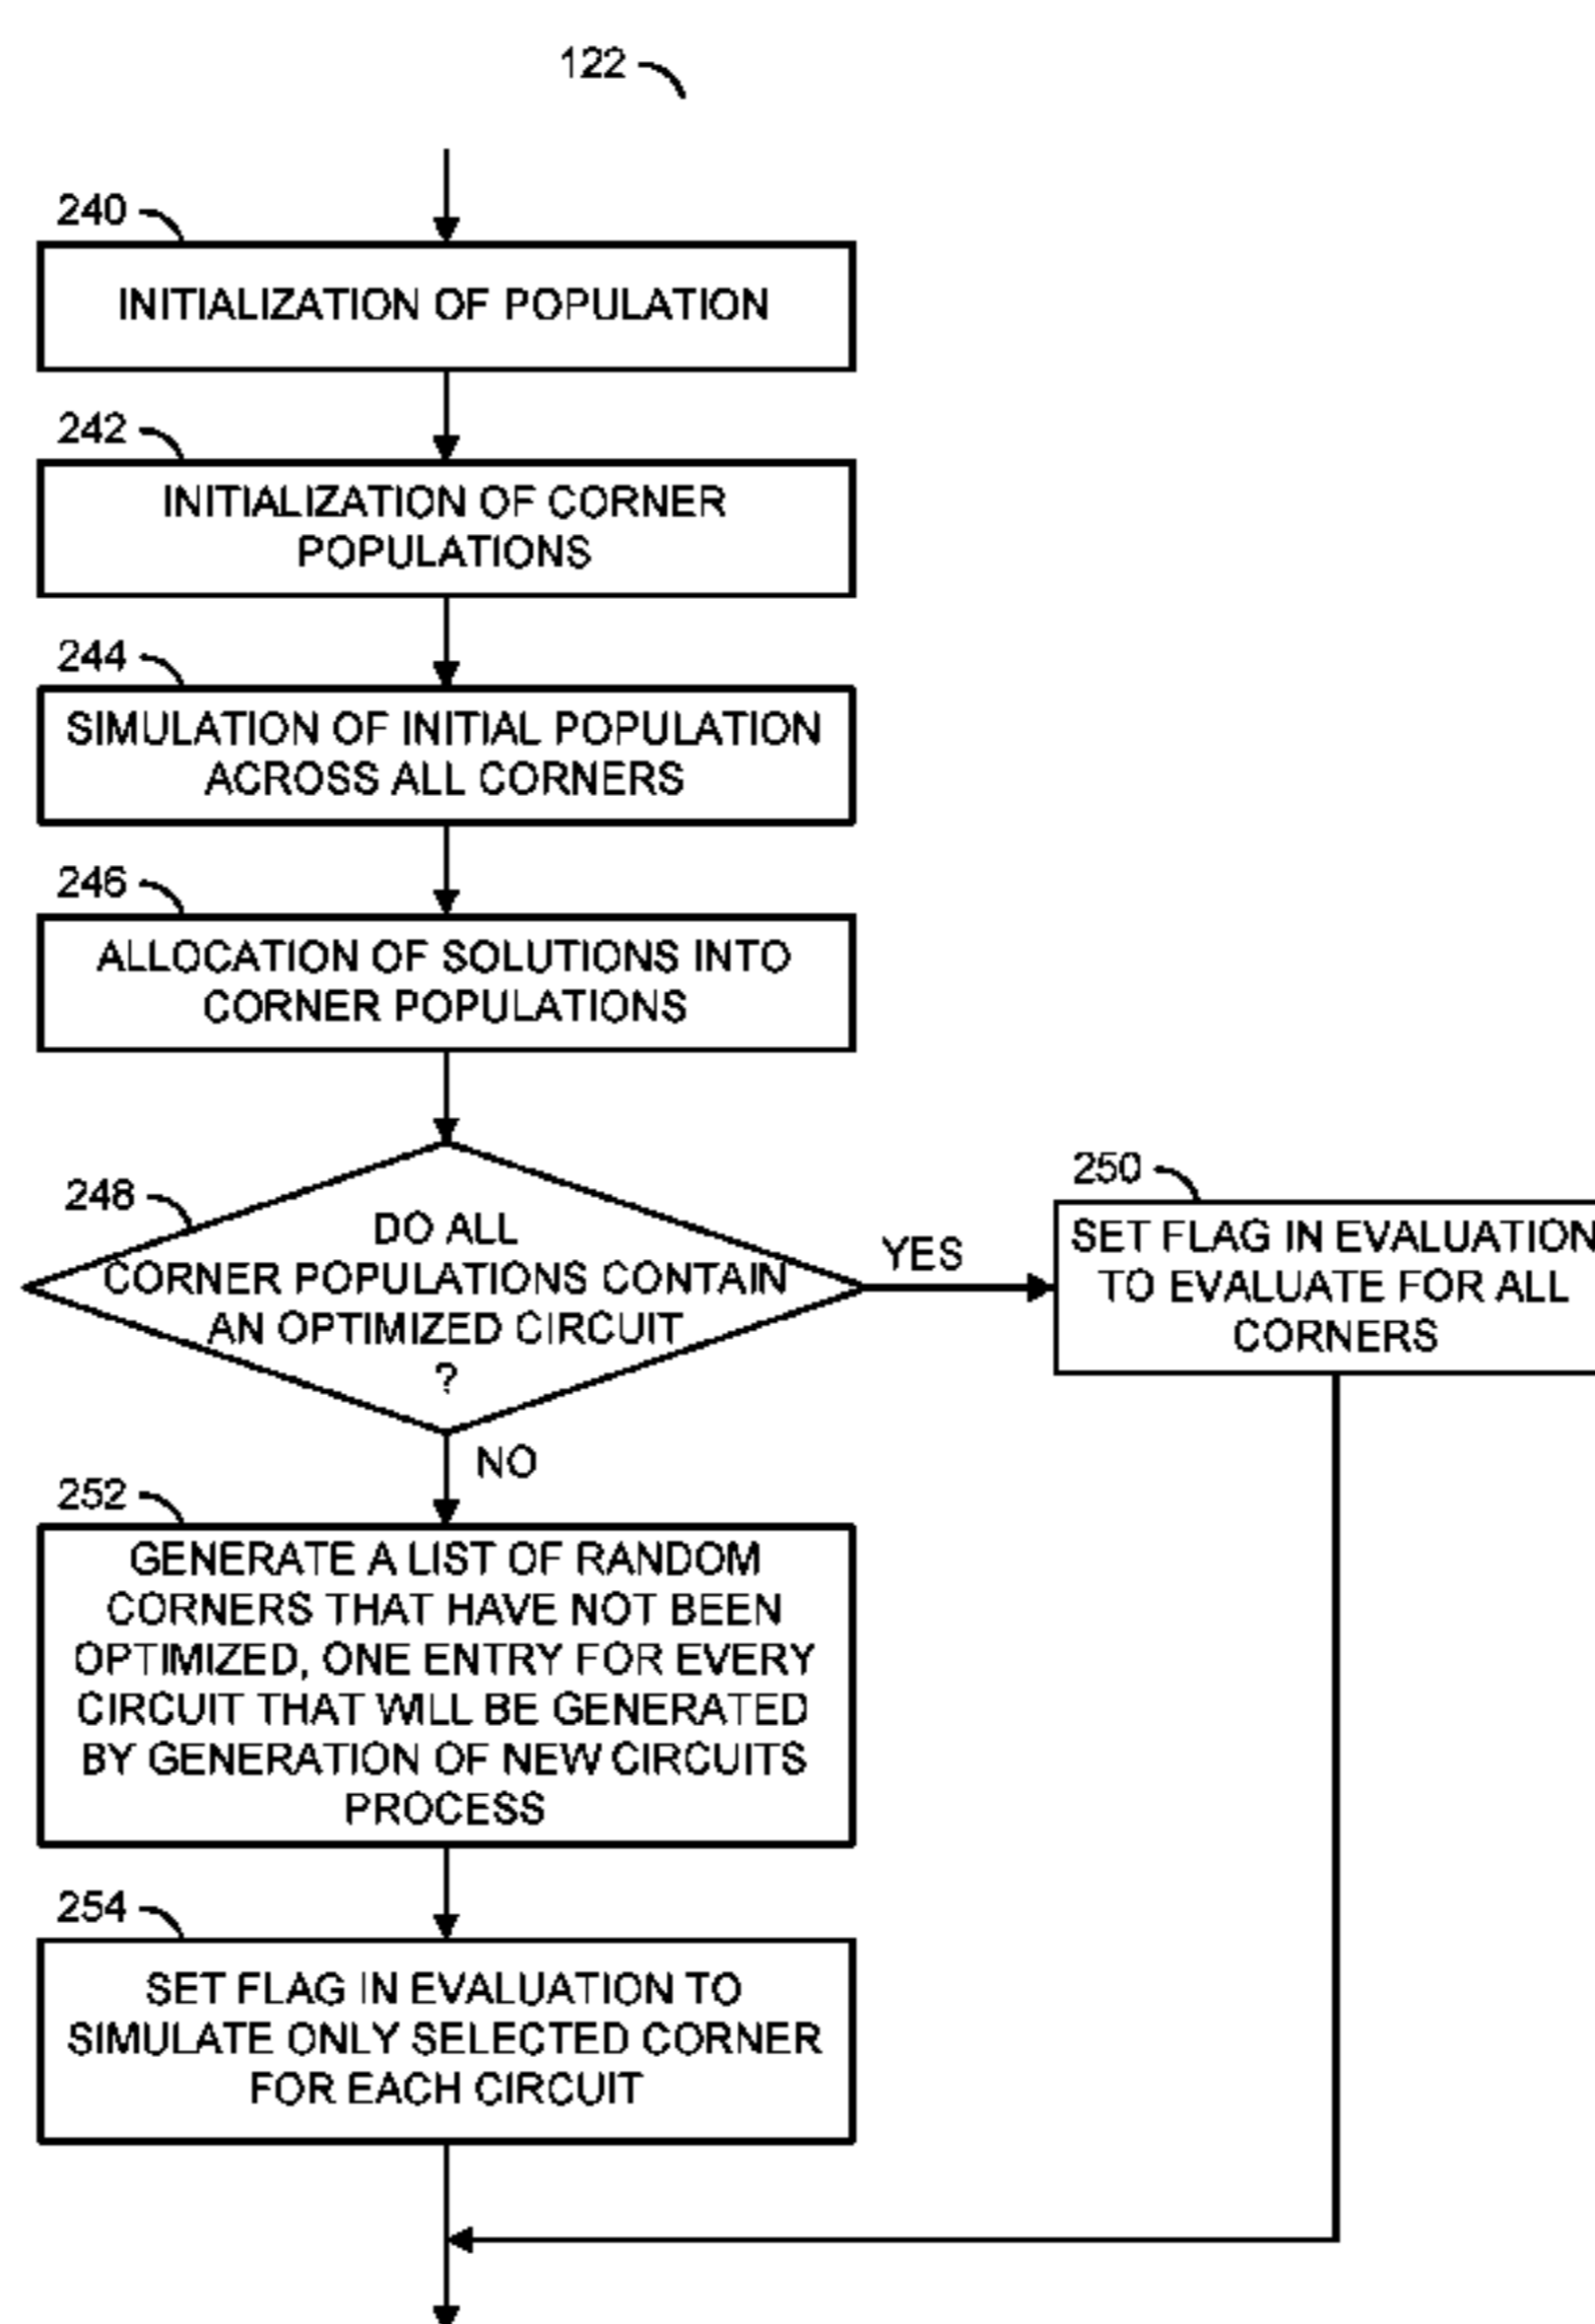 122
240
INITIALIZATION OF POPULATION
242
INITIALIZATION OF CORNER
POPULATIONS
244
SIMULATION OF INITIAL POPULATION
ACROSS ALL CORNERS
246
ALLOCATION OF SOLUTIONS INTO
CORNER POPULATIONS
248
DO ALL
CORNER POPULATIONS CONTAIN
AN OPTIMIZED CIRCUIT
?
YES
250
SET FLAG IN EVALUATION
TO EVALUATE FOR ALL
CORNERS
NO
252
GENERATE A LIST OF RANDOM
CORNERS THAT HAVE NOT BEEN
OPTIMIZED, ONE ENTRY FOR EVERY
CIRCUIT THAT WILL BE GENERATED
BY GENERATION OF NEW CIRCUITS
PROCESS
254
SET FLAG IN EVALUATION TO
SIMULATE ONLY SELECTED CORNER
FOR EACH CIRCUIT